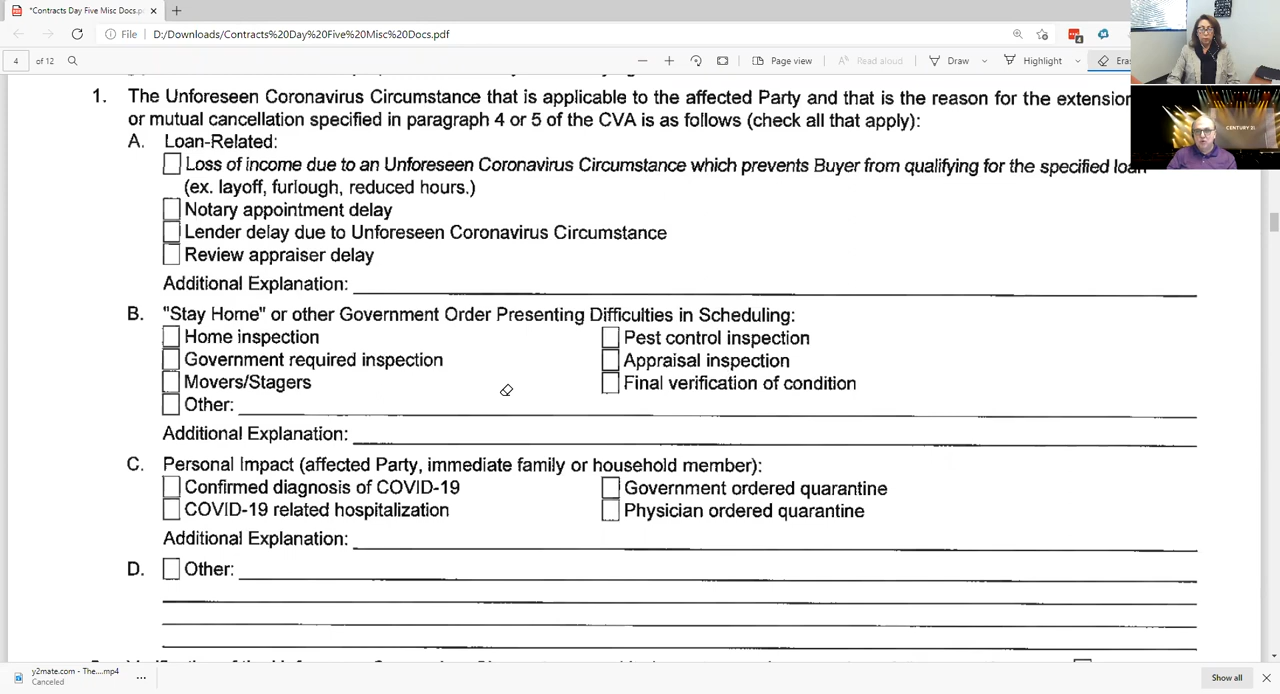 *Contracts Day Five Misc Docs.p
File D:/Downloads/Contracts%20Day%20Five%20Misc%20Docs.pdf
4 of 12 Page view Read aloud Draw Highlight
CENTURY 21
1. The Unforeseen Coronavirus Circumstance that is applicable to the affected Party and that is the reason for the extension
or mutual cancellation specified in paragraph 4 or 5 of the CVA is as follows (check all that apply):
A. Loan-Related:
Loss of income due to an Unforeseen Coronavirus Circumstance which prevents Buyer from qualifying for the specified loan
(ex. layoff, furlough, reduced hours.)
Notary appointment delay
Lender delay due to Unforeseen Coronavirus Circumstance
Review appraiser delay
Additional Explanation:
B. "Stay Home" or other Government Order Presenting Difficulties in Scheduling:
Home inspection Pest control inspection
Government required inspection Appraisal inspection
Movers/Stagers Final verification of condition
Other:
Additional Explanation:
C. Personal Impact (affected Party, immediate family or household member):
Confirmed diagnosis of COVID-19 Government ordered quarantine
COVID-19 related hospitalization Physician ordered quarantine
Additional Explanation:
D. Other:
y2mate.com - The....mp4
Canceled
Show all